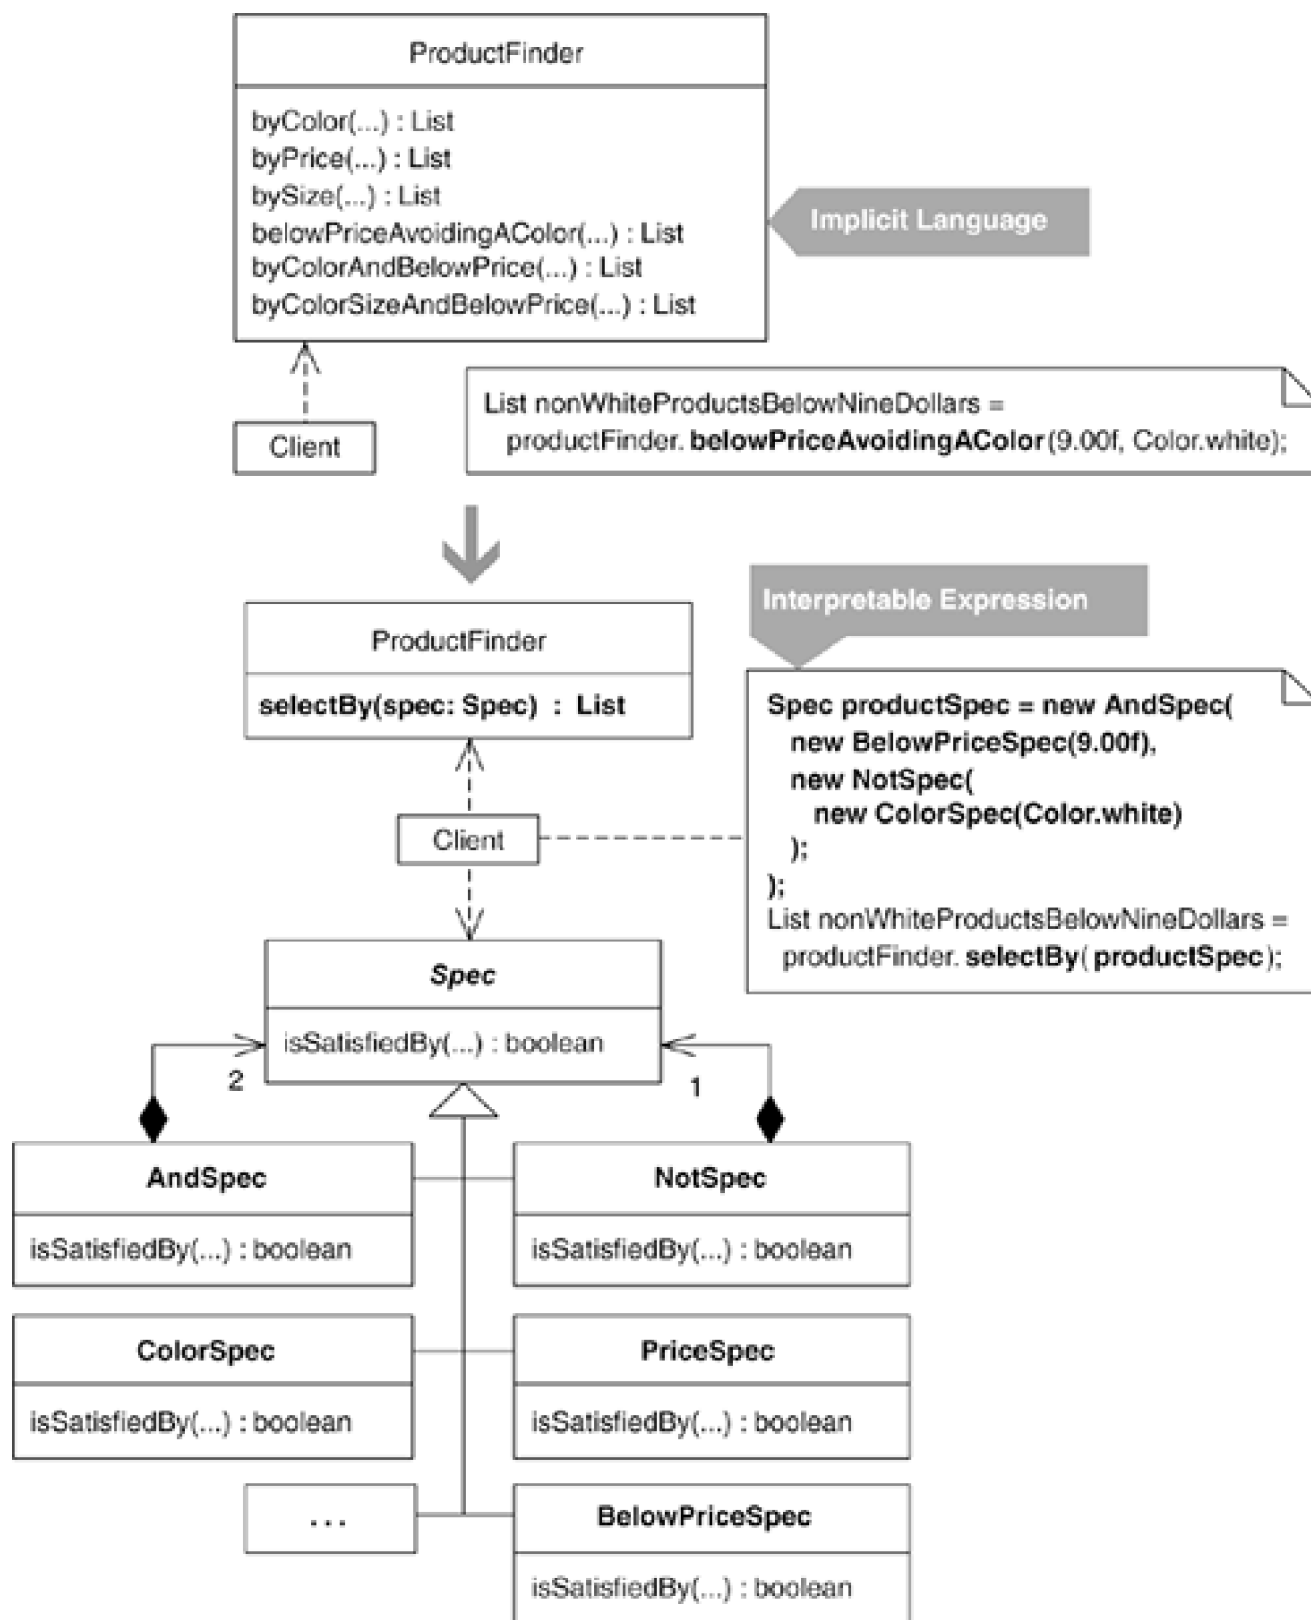 ProductFinder
byColor(...) : List
byPrice(...) : List
bySize(...) : List
belowPriceAvoidingAColor(...) : List
byColorAndBelowPrice(...) : List
byColorSizeAndBelowPrice(...) : List
Implicit Language
Client
List nonWhiteProductsBelowNineDollars =
productFinder. belowPriceAvoidingAColor(9.00f, Color.white);
ProductFinder
selectBy(spec: Spec) : List
Interpretable Expression
Client
Spec productSpec = new AndSpec(
new BelowPriceSpec(9.00f),
new NotSpec(
new ColorSpec(Color.white)
);
);
List nonWhiteProductsBelowNineDollars =
productFinder. selectBy( productSpec);
Spec
isSatisfiedBy(...) : boolean
2
1
AndSpec
isSatisfiedBy(...) : boolean
NotSpec
isSatisfiedBy(...) : boolean
ColorSpec
isSatisfiedBy(...) : boolean
PriceSpec
isSatisfiedBy(...) : boolean
...
BelowPriceSpec
isSatisfiedBy(...) : boolean